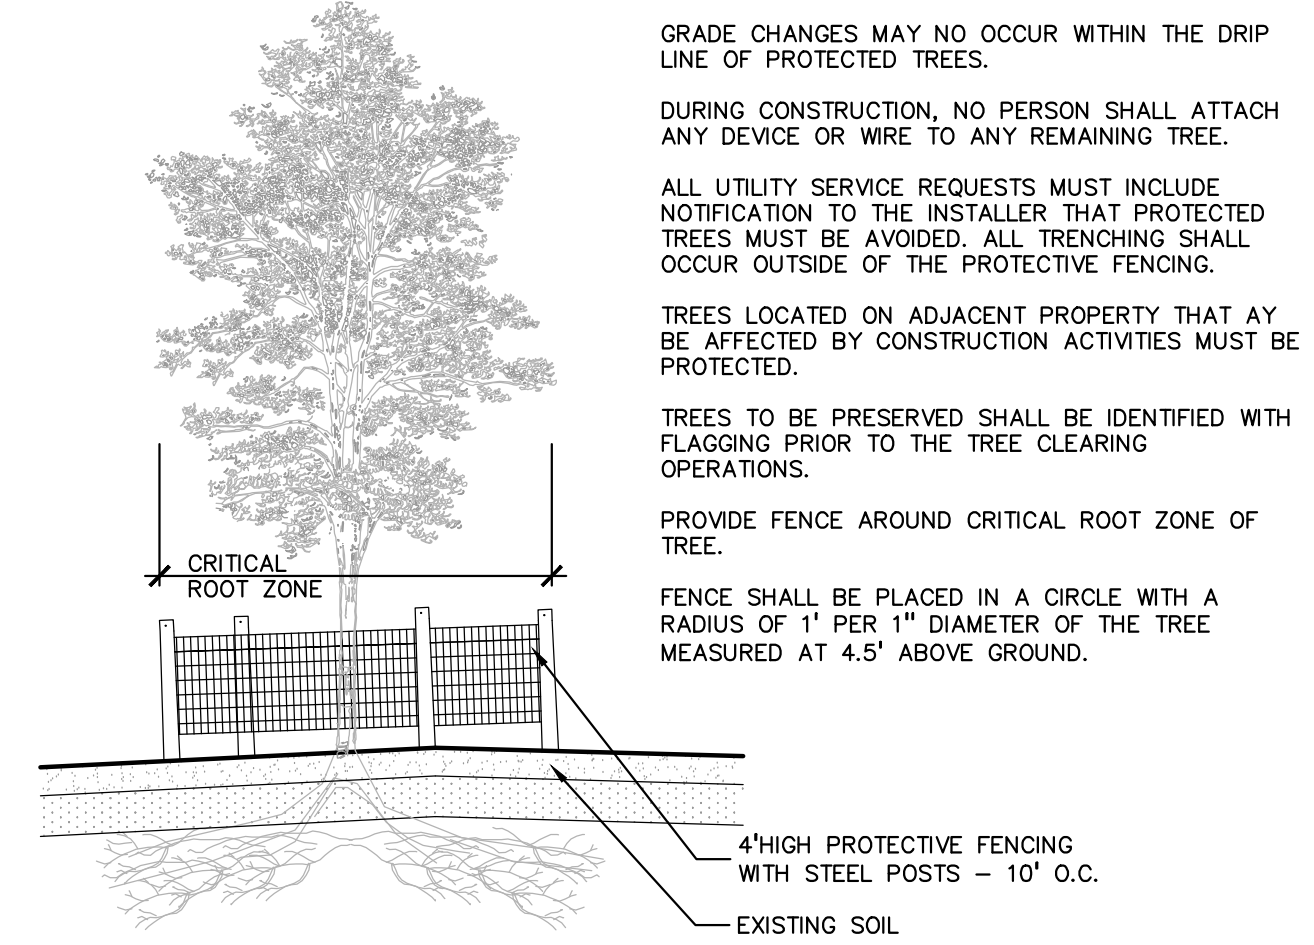 GRADE CHANGES MAY NO OCCUR WITHIN THE DRIP
LINE OF PROTECTED TREES.
DURING CONSTRUCTION, NO PERSON SHALL ATTACH
ANY DEVICE OR WIRE TO ANY REMAINING TREE.
ALL UTILITY SERVICE REQUESTS MUST INCLUDE
NOTIFICATION TO THE INSTALLER THAT PROTECTED
TREES MUST BE AVOIDED. ALL TRENCHING SHALL
OCCUR OUTSIDE OF THE PROTECTIVE FENCING.
TREES LOCATED ON ADJACENT PROPERTY THAT AY
BE AFFECTED BY CONSTRUCTION ACTIVITIES MUST BE
PROTECTED.
TREES TO BE PRESERVED SHALL BE IDENTIFIED WITH
FLAGGING PRIOR TO THE TREE CLEARING
OPERATIONS.
PROVIDE FENCE AROUND CRITICAL ROOT ZONE OF
TREE.
FENCE SHALL BE PLACED IN A CIRCLE WITH A
RADIUS OF 1' PER 1" DIAMETER OF THE TREE
MEASURED AT 4.5' ABOVE GROUND.
CRITICAL
ROOT ZONE
4'HIGH PROTECTIVE FENCING
WITH STEEL POSTS – 10' O.C.
EXISTING SOIL